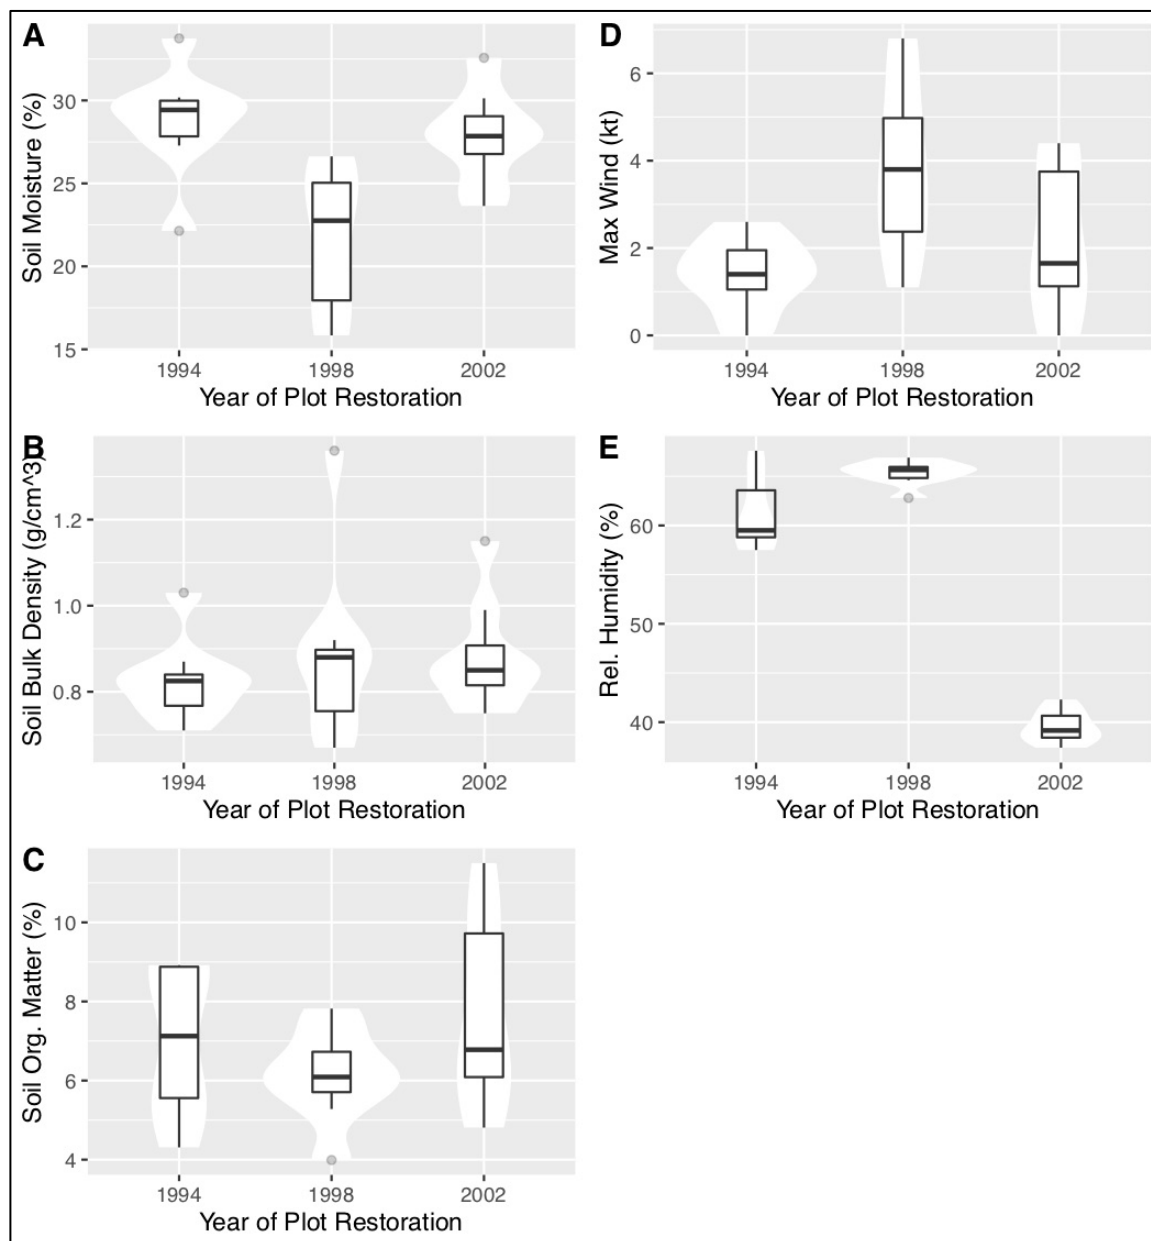 A
Soil Moisture (%)
30
25
20
15
1994 1998 2002
Year of Plot Restoration
D
Max Wind (kt)
6
4
2
0
1994 1998 2002
Year of Plot Restoration
B
Soil Bulk Density (g/cm^3)
1.2
1.0
0.8
1994 1998 2002
Year of Plot Restoration
E
Rel. Humidity (%)
60
50
40
1994 1998 2002
Year of Plot Restoration
C
Soil Org. Matter (%)
10
8
6
4
1994 1998 2002
Year of Plot Restoration